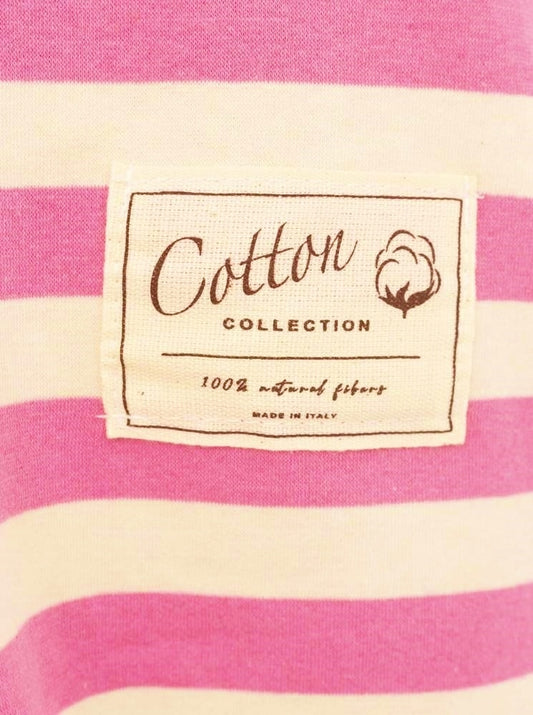 Cotton
COLLECTION
100% natural fibers
MADE IN ITALY